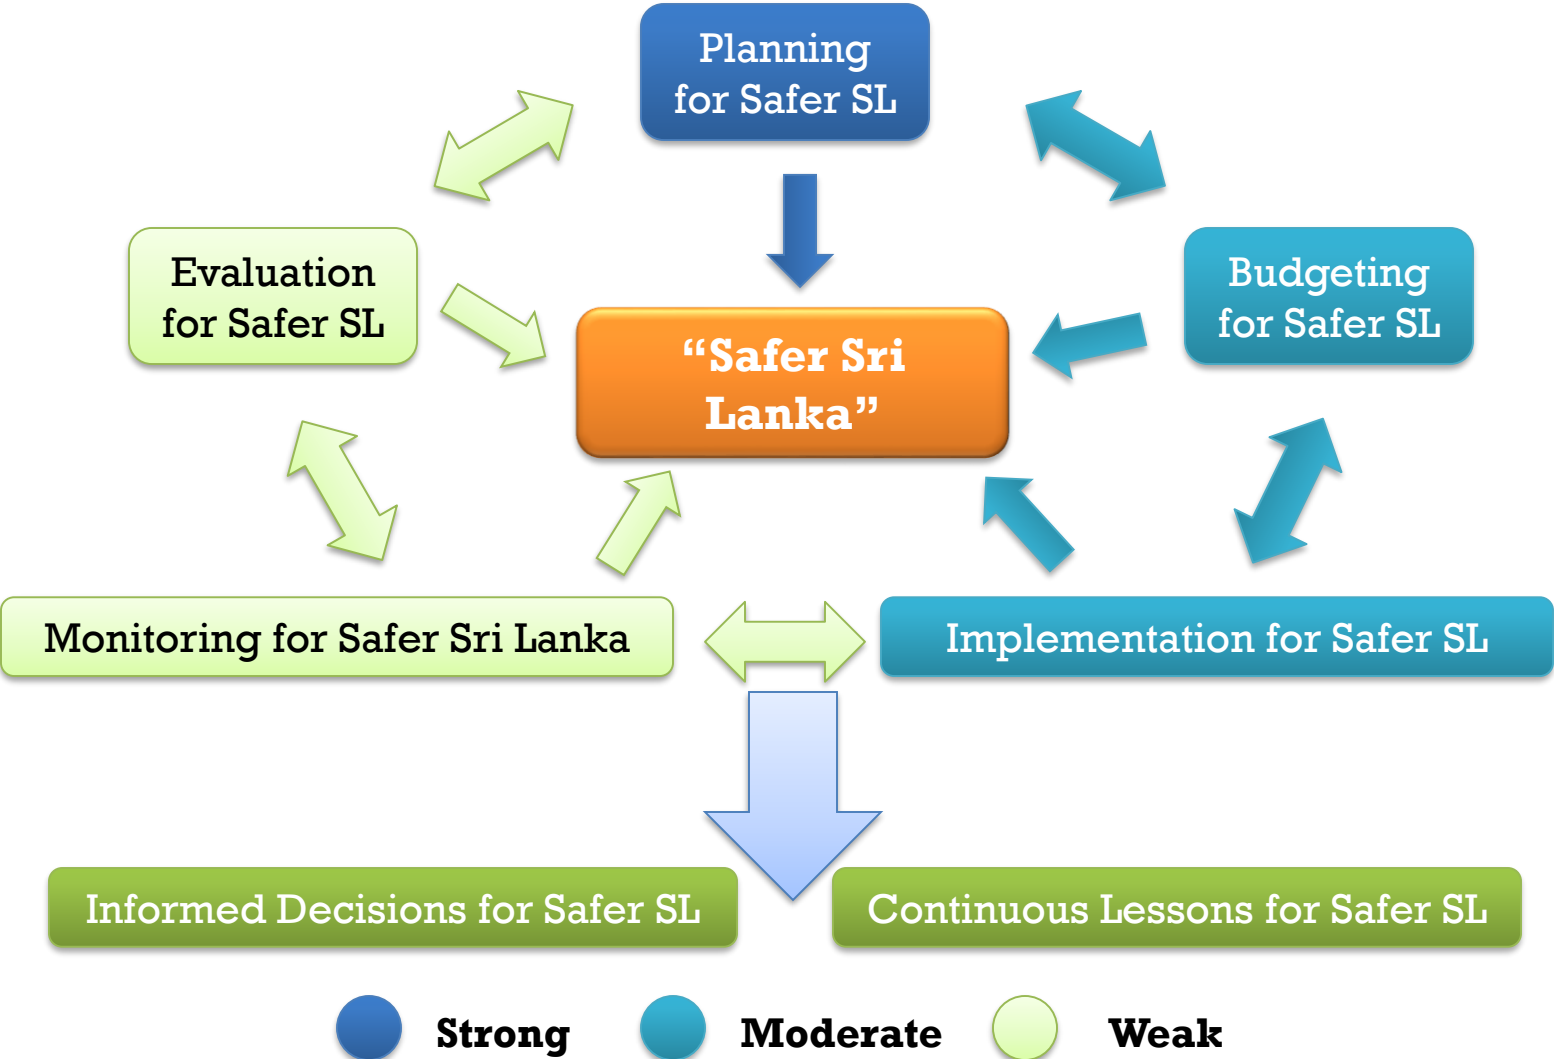 Planning
for Safer SL
Evaluation
for Safer SL
Budgeting
for Safer SL
“Safer Sri
Lanka”
Monitoring for Safer Sri Lanka
Implementation for Safer SL
Informed Decisions for Safer SL
Continuous Lessons for Safer SL
Strong
Moderate
Weak